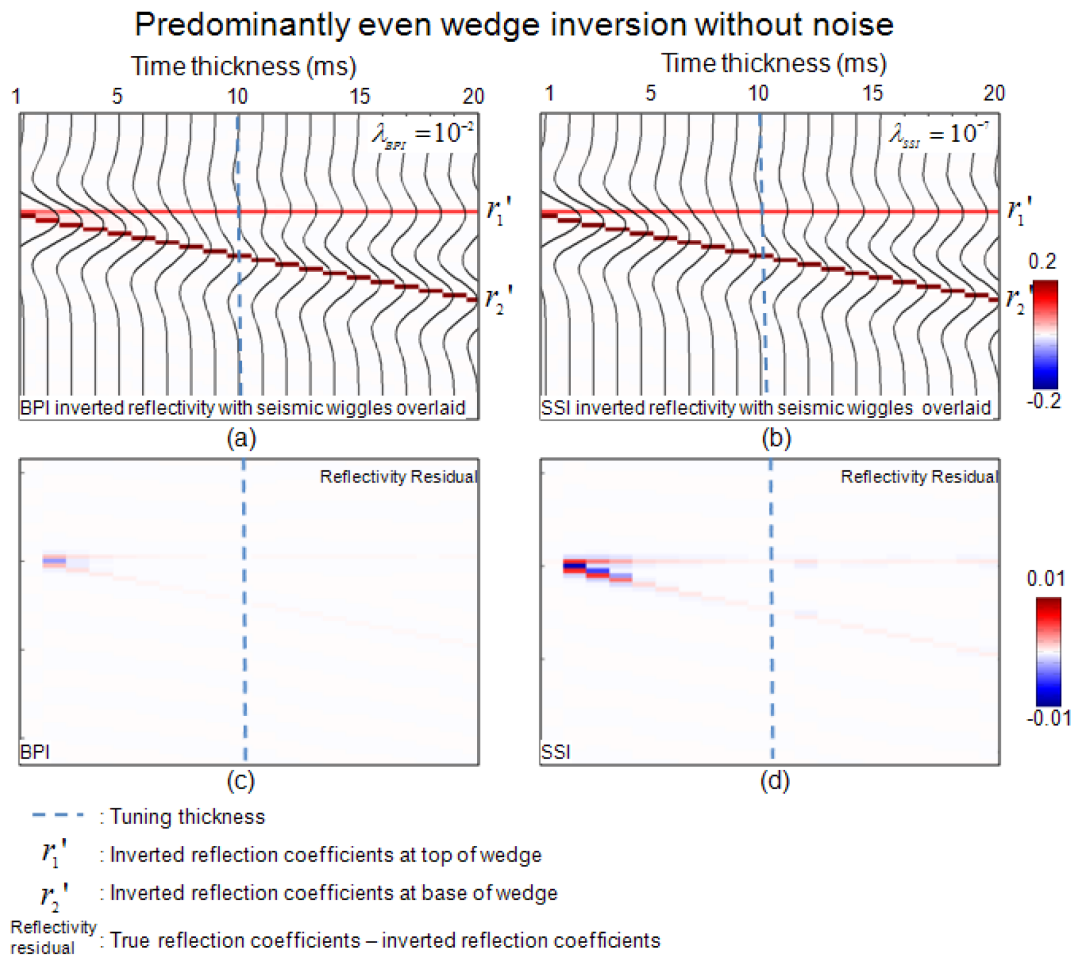 Predominantly even wedge inversion without noise
Time thickness (ms)
Time thickness (ms)
1 5 10 15 20
1 5 10 15 20
λBPI = 10⁻²
λSSI = 10⁻⁷
r₁'
r₁'
r₂'
r₂'
0.2
-0.2
BPI inverted reflectivity with seismic wiggles overlaid
SSI inverted reflectivity with seismic wiggles overlaid
(a)
(b)
Reflectivity Residual
Reflectivity Residual
0.01
-0.01
BPI
SSI
(c)
(d)
: Tuning thickness
r₁' : Inverted reflection coefficients at top of wedge
r₂' : Inverted reflection coefficients at base of wedge
Reflectivity
residual : True reflection coefficients – inverted reflection coefficients